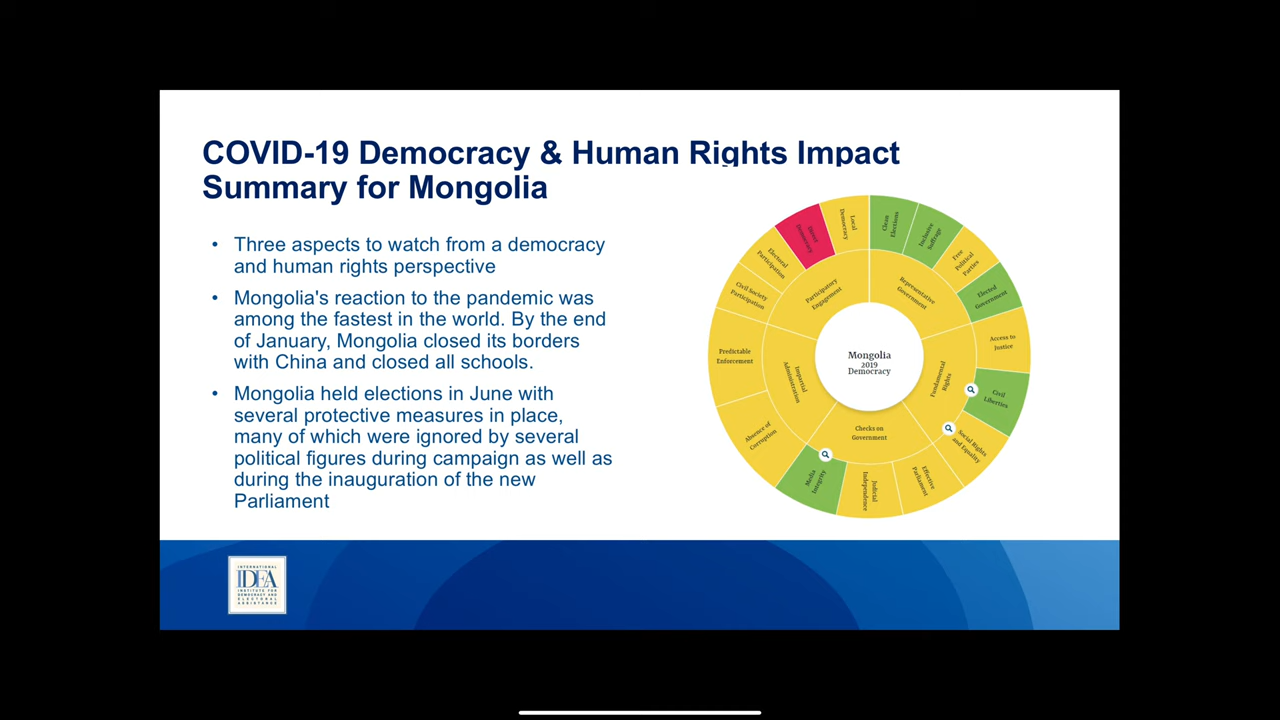 COVID-19 Democracy & Human Rights Impact
Summary for Mongolia
• Three aspects to watch from a democracy
and human rights perspective
• Mongolia's reaction to the pandemic was
among the fastest in the world. By the end
of January, Mongolia closed its borders
with China and closed all schools.
• Mongolia held elections in June with
several protective measures in place,
many of which were ignored by several
political figures during campaign as well as
during the inauguration of the new
Parliament
Mongolia
2019
Democracy
Representative
Government
Fundamental
Rights
Checks on
Government
Impartial
Administration
Participatory
Engagement
Clean
Elections
Inclusive
Suffrage
Free
Political
Parties
Elected
Government
Access to
Justice
Civil
Liberties
Social Rights
and Equality
Effective
Parliament
Judicial
Independence
Media
Integrity
Absence of
Corruption
Predictable
Enforcement
Civil Society
Participation
Electoral
Participation
Direct
Democracy
Local
Democracy
INTERNATIONAL
IDEA
INSTITUTE FOR
DEMOCRACY AND
ELECTORAL
ASSISTANCE